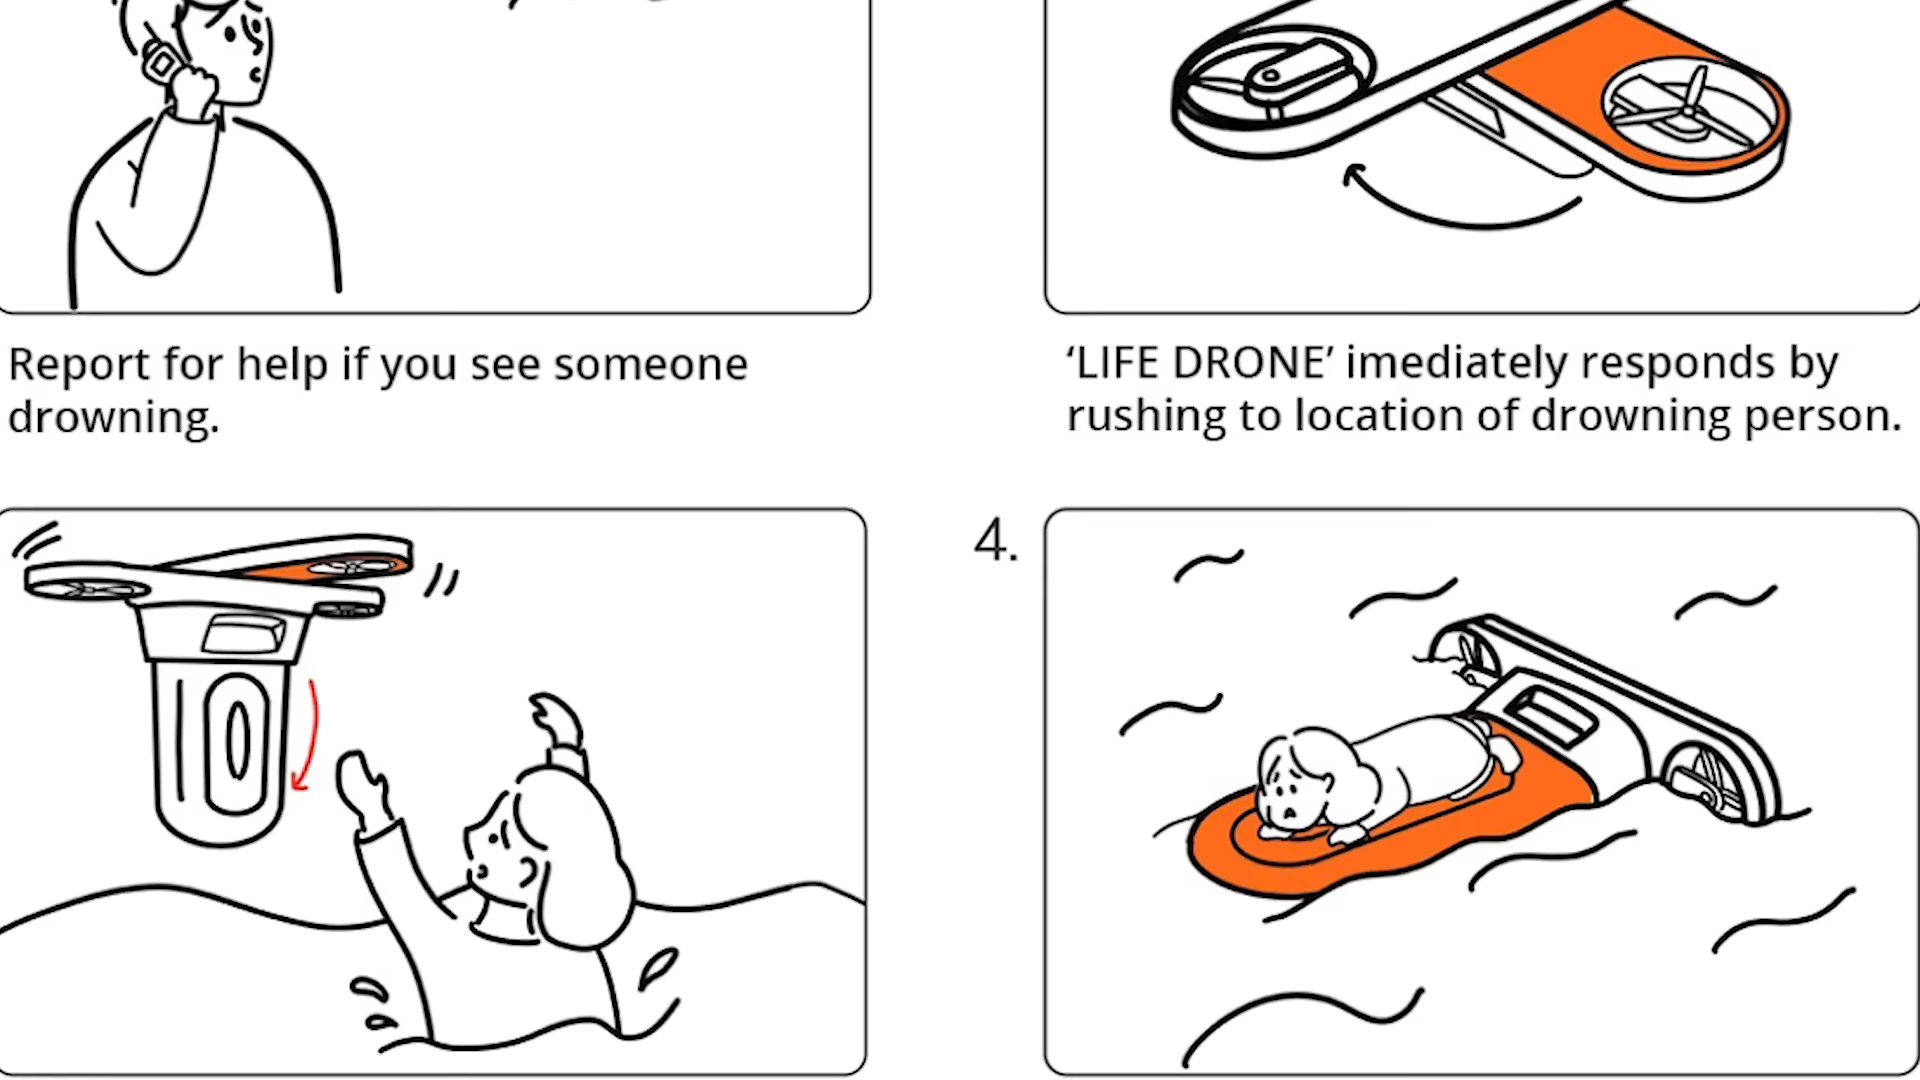 Report for help if you see someone
drowning.
‘LIFE DRONE’ imediately responds by
rushing to location of drowning person.
4.